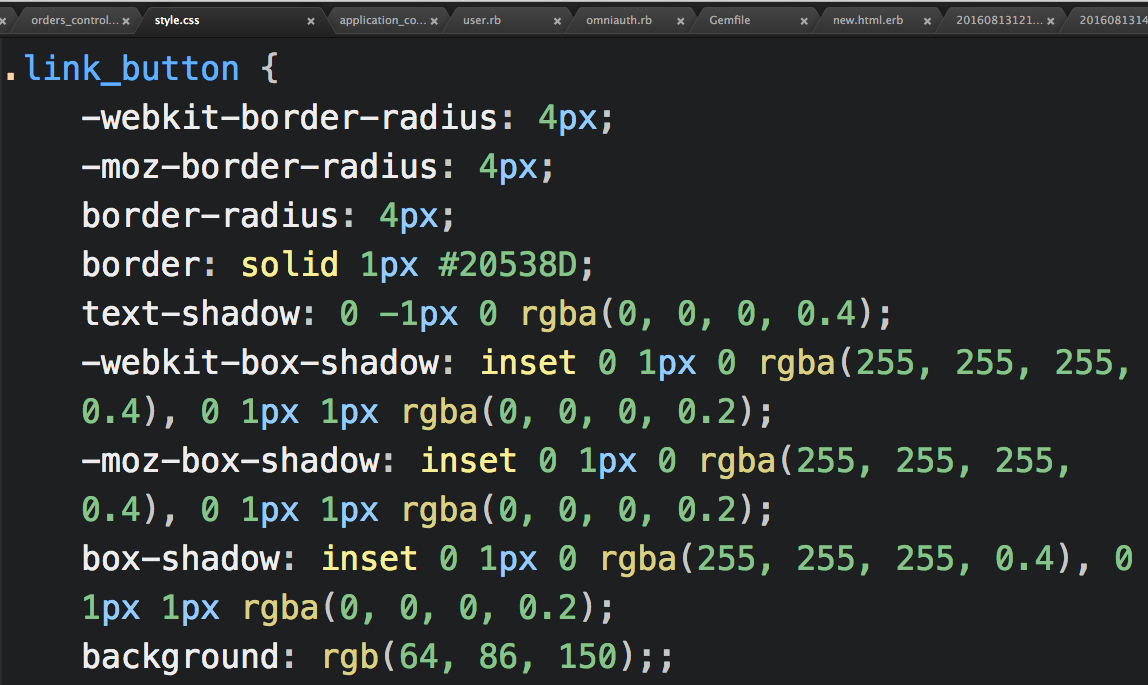 orders_control... × style.css × application_co... × user.rb × omniauth.rb × Gemfile × new.html.erb × 20160813121... × 2016081314
.link_button {
-webkit-border-radius: 4px;
-moz-border-radius: 4px;
border-radius: 4px;
border: solid 1px #20538D;
text-shadow: 0 -1px 0 rgba(0, 0, 0, 0.4);
-webkit-box-shadow: inset 0 1px 0 rgba(255, 255, 255,
0.4), 0 1px 1px rgba(0, 0, 0, 0.2);
-moz-box-shadow: inset 0 1px 0 rgba(255, 255, 255,
0.4), 0 1px 1px rgba(0, 0, 0, 0.2);
box-shadow: inset 0 1px 0 rgba(255, 255, 255, 0.4), 0
1px 1px rgba(0, 0, 0, 0.2);
background: rgb(64, 86, 150);;